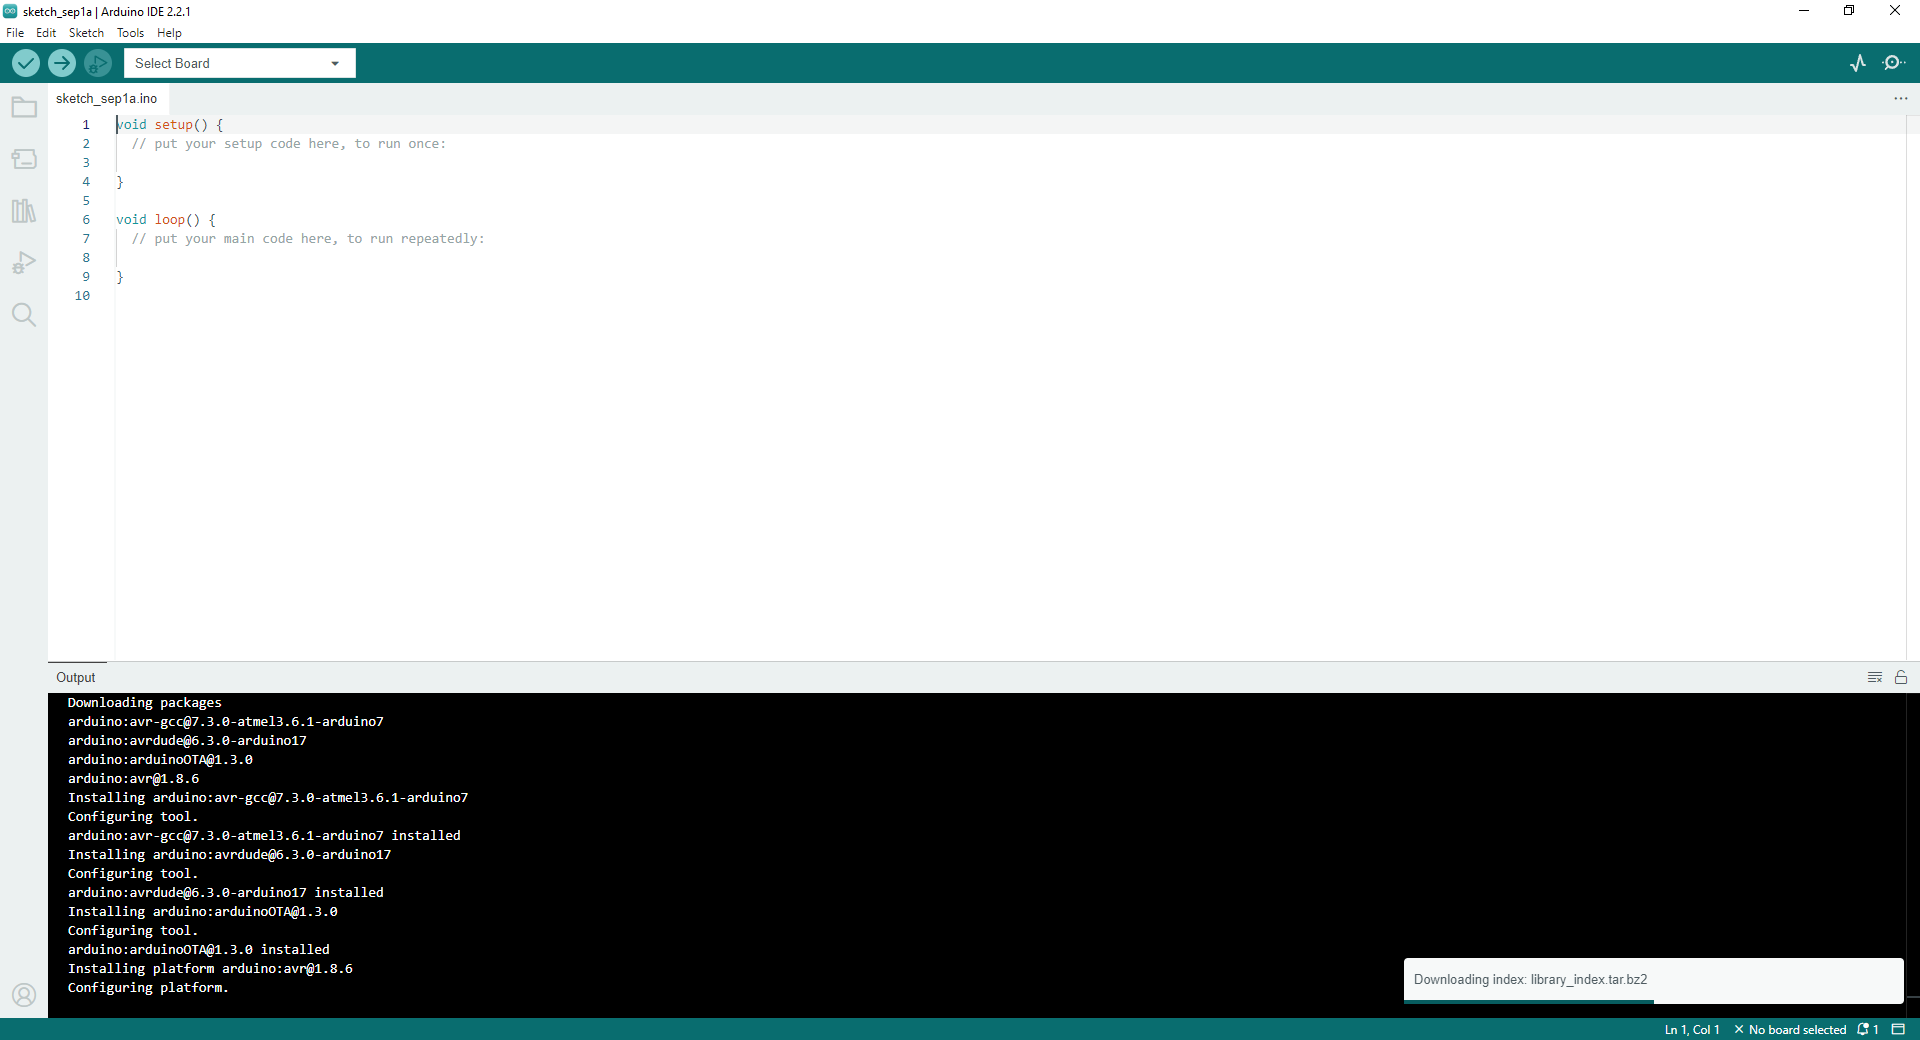 sketch_sep1a | Arduino IDE 2.2.1
File Edit Sketch Tools Help
Select Board
sketch_sep1a.ino
1 void setup() {
2 // put your setup code here, to run once:
3
4 }
5
6 void loop() {
7 // put your main code here, to run repeatedly:
8
9 }
10
Output
Downloading packages
arduino:avr-gcc@7.3.0-atmel3.6.1-arduino7
arduino:avrdude@6.3.0-arduino17
arduino:arduinoOTA@1.3.0
arduino:avr@1.8.6
Installing arduino:avr-gcc@7.3.0-atmel3.6.1-arduino7
Configuring tool.
arduino:avr-gcc@7.3.0-atmel3.6.1-arduino7 installed
Installing arduino:avrdude@6.3.0-arduino17
Configuring tool.
arduino:avrdude@6.3.0-arduino17 installed
Installing arduino:arduinoOTA@1.3.0
Configuring tool.
arduino:arduinoOTA@1.3.0 installed
Installing platform arduino:avr@1.8.6
Configuring platform.
Downloading index: library_index.tar.bz2
Ln 1, Col 1 × No board selected 1